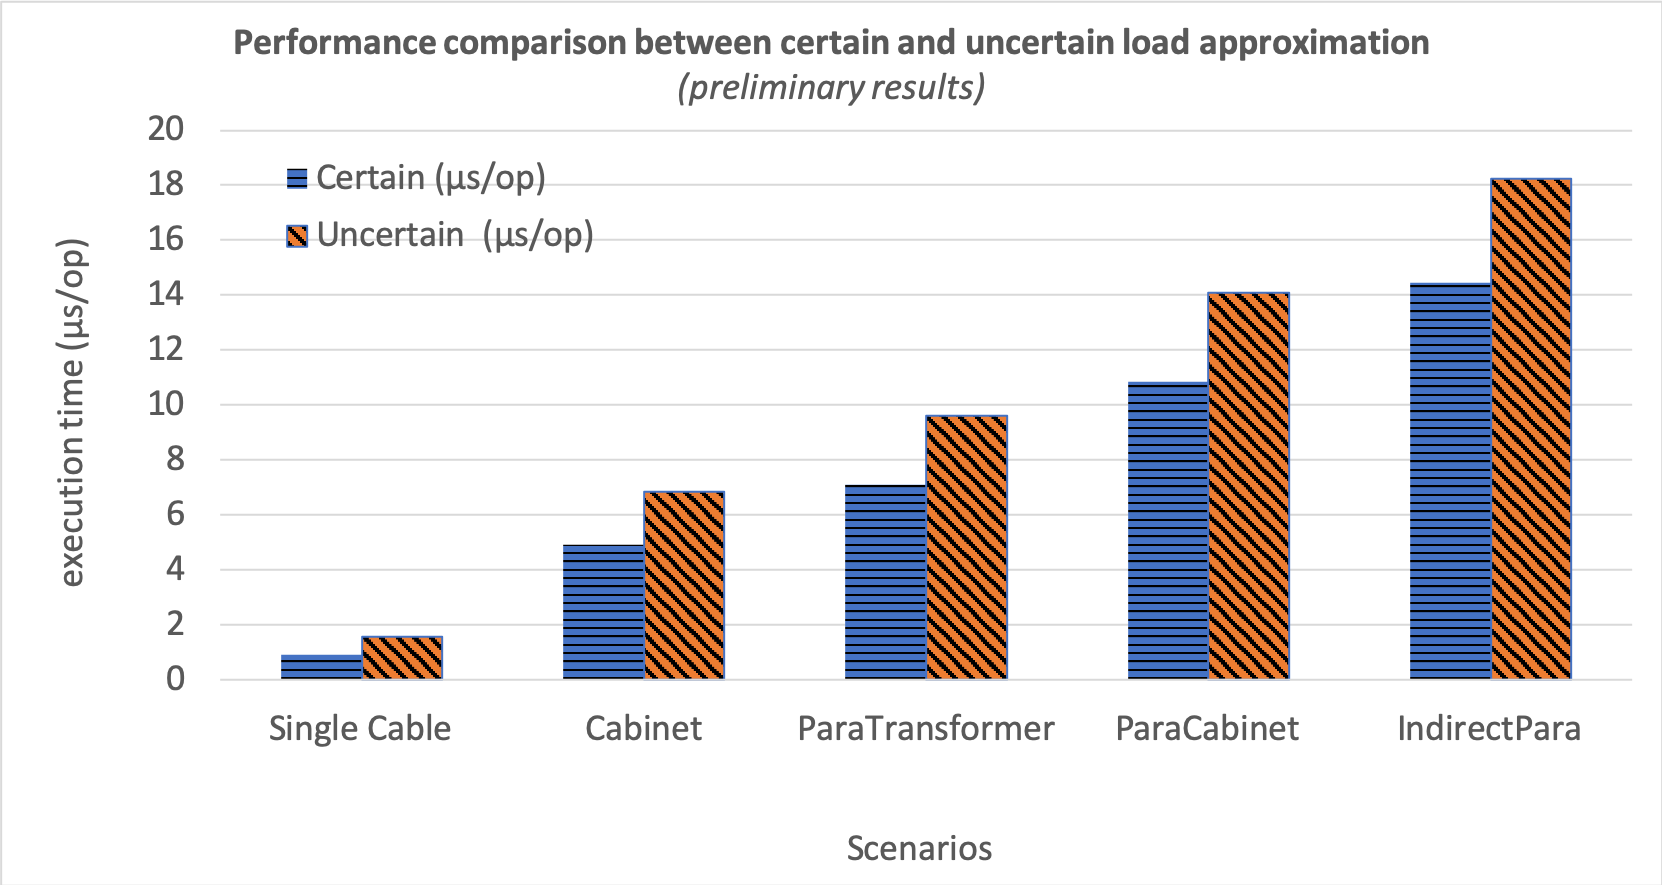 Performance comparison between certain and uncertain load approximation
(preliminary results)
20
18
16
14
12
10
8
6
4
2
0
execution time (µs/op)
Certain (µs/op)
Uncertain (µs/op)
Single Cable
Cabinet
ParaTransformer
ParaCabinet
IndirectPara
Scenarios